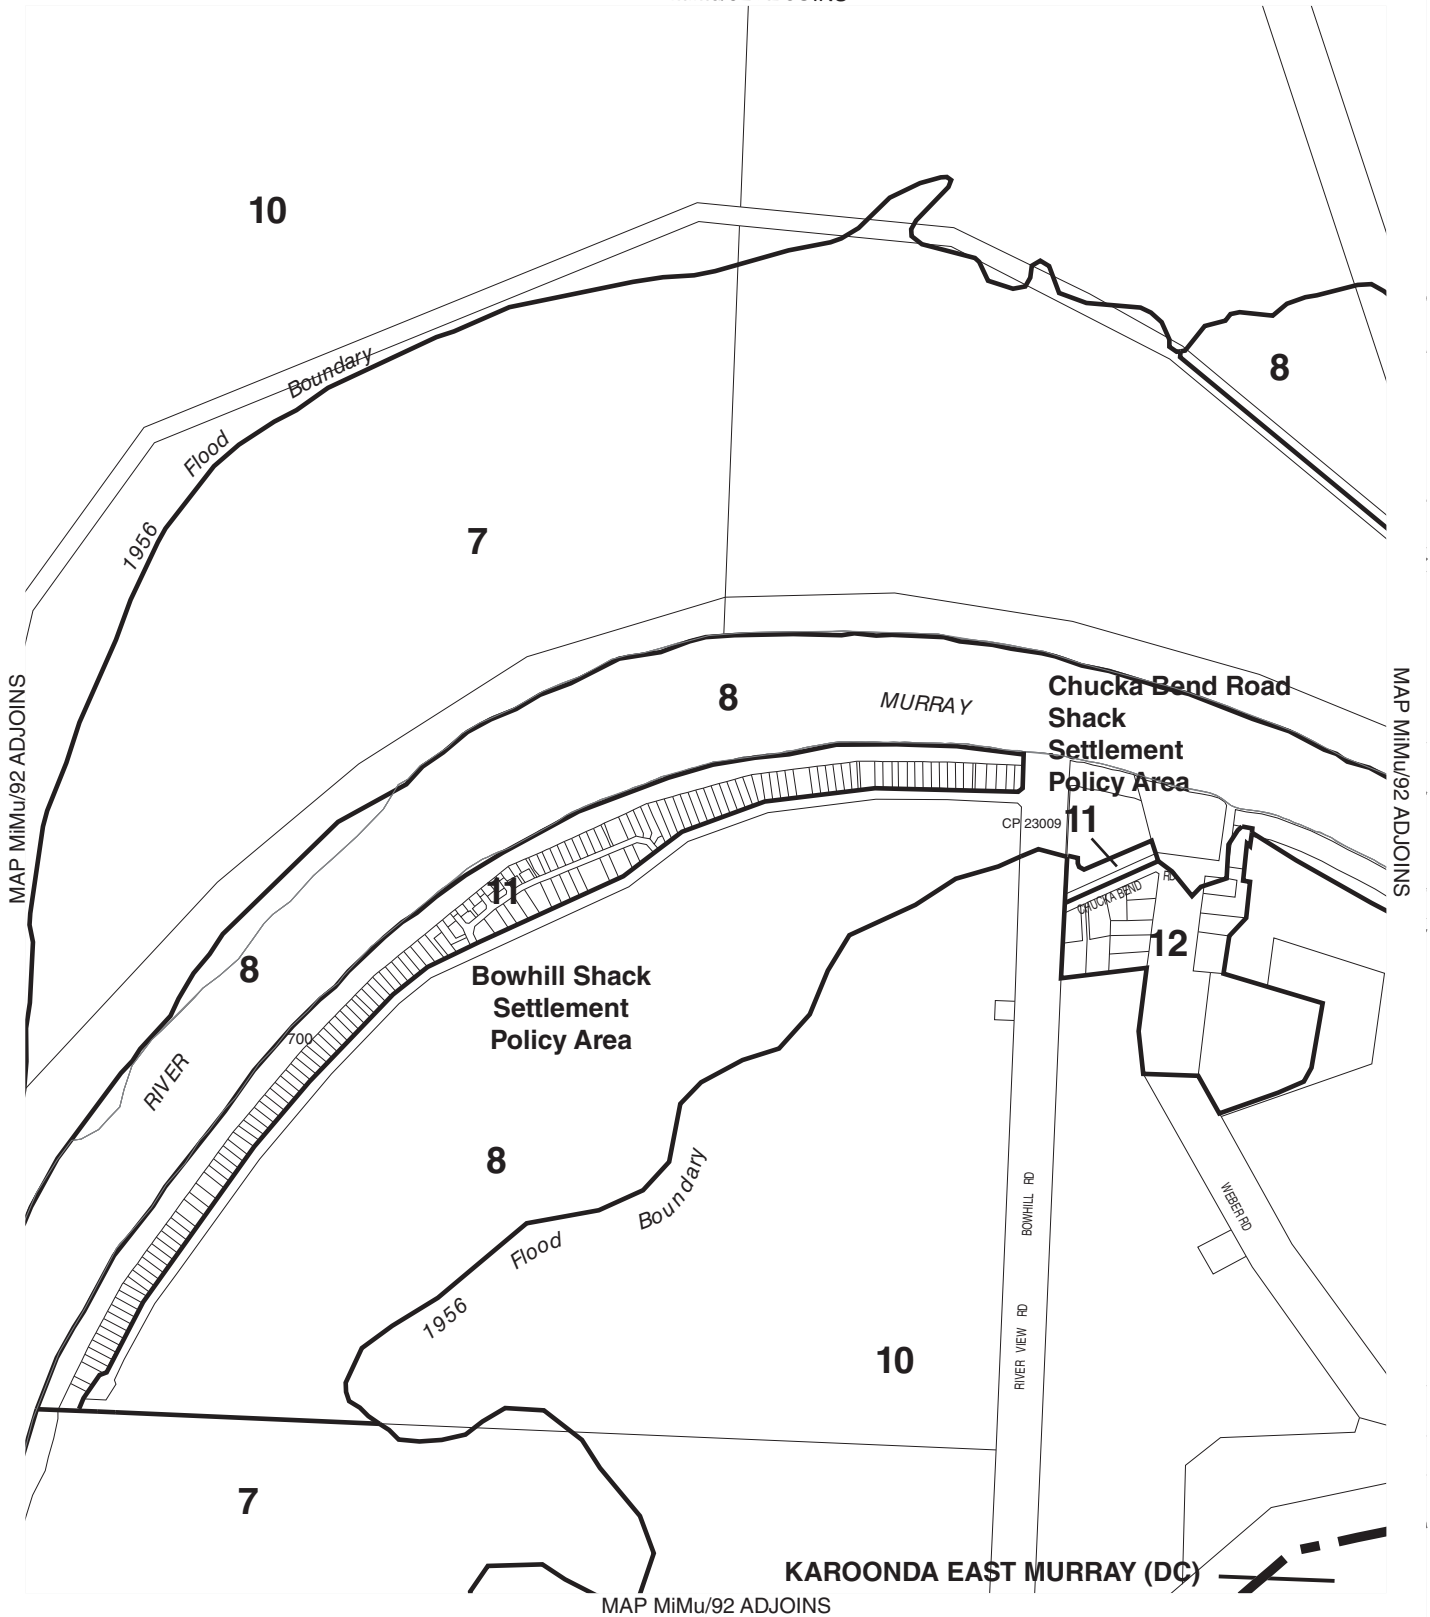 10
Boundary
Flood
1956
8
7
MAP MiMu/92 ADJOINS
MAP MiMu/92 ADJOINS
8
MURRAY
Chucka Bend Road
Shack
Settlement
Policy Area
11
CP 23009
CHUCKA BEND RD
11
12
8
Bowhill Shack
Settlement
Policy Area
700
RIVER
8
Boundary
Flood
1956
BOWHILL RD
WEBER RD
RIVER VIEW RD
10
7
KAROONDA EAST MURRAY (DC)
MAP MiMu/92 ADJOINS